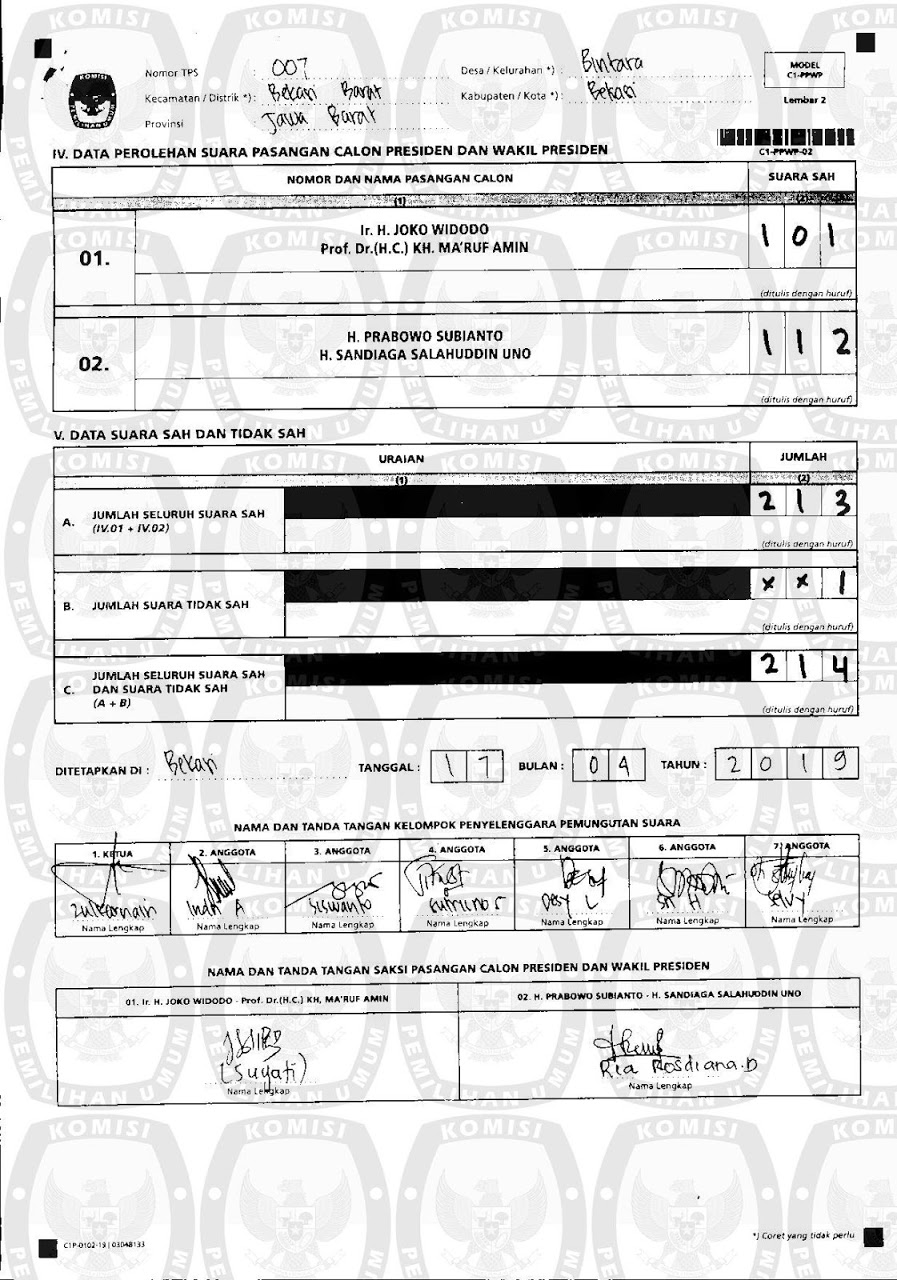 Nomor TPS : 007
Kecamatan / Distrik *) : Bekasi Barat
Provinsi : Jawa Barat
Desa / Kelurahan *) : Bintara
Kabupaten / Kota *) : Bekasi
MODEL
C1-PPWP
Lembar 2
C1-PPWP-02
IV. DATA PEROLEHAN SUARA PASANGAN CALON PRESIDEN DAN WAKIL PRESIDEN
NOMOR DAN NAMA PASANGAN CALON SUARA SAH
(1) (2)
01. Ir. H. JOKO WIDODO
Prof. Dr.(H.C.) KH. MA'RUF AMIN 1 0 1
(ditulis dengan huruf)
02. H. PRABOWO SUBIANTO
H. SANDIAGA SALAHUDDIN UNO 1 1 2
(ditulis dengan huruf)
V. DATA SUARA SAH DAN TIDAK SAH
URAIAN JUMLAH
(1) (2)
A. JUMLAH SELURUH SUARA SAH
(IV.01 + IV.02) 2 1 3
(ditulis dengan huruf)
B. JUMLAH SUARA TIDAK SAH x x 1
(ditulis dengan huruf)
C. JUMLAH SELURUH SUARA SAH
DAN SUARA TIDAK SAH
(A + B) 2 1 4
(ditulis dengan huruf)
DITETAPKAN DI : Bekasi TANGGAL : 1 7 BULAN : 0 4 TAHUN : 2 0 1 9
NAMA DAN TANDA TANGAN KELOMPOK PENYELENGGARA PEMUNGUTAN SUARA
1. KETUA 2. ANGGOTA 3. ANGGOTA 4. ANGGOTA 5. ANGGOTA 6. ANGGOTA 7. ANGGOTA
Zulkarnain Indri A Siswanto Desy L Sri H Selvy
Nama Lengkap Nama Lengkap Nama Lengkap Nama Lengkap Nama Lengkap Nama Lengkap Nama Lengkap
NAMA DAN TANDA TANGAN SAKSI PASANGAN CALON PRESIDEN DAN WAKIL PRESIDEN
01. Ir. H. JOKO WIDODO - Prof. Dr.(H.C.) KH, MA'RUF AMIN 02. H. PRABOWO SUBIANTO - H. SANDIAGA SALAHUDDIN UNO
(Suyati) Ria Rosdiana.D
Nama Lengkap Nama Lengkap
*) Coret yang tidak perlu
C1P-0102-19 | 03048133